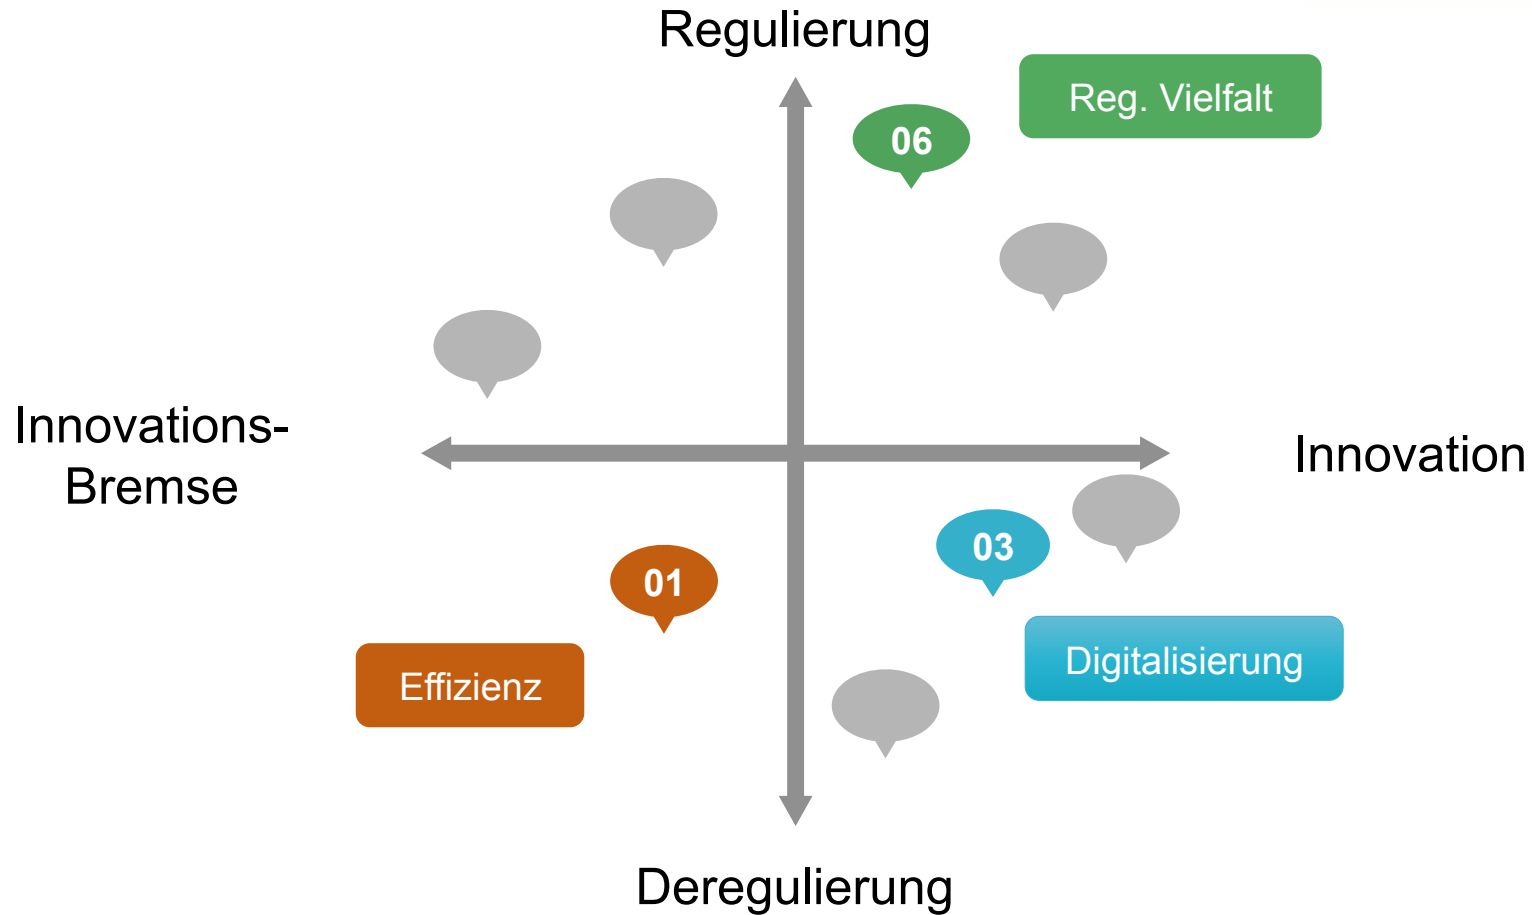 Regulierung
Reg. Vielfalt
06
Innovations-
Bremse
Innovation
03
01
Digitalisierung
Effizienz
Deregulierung